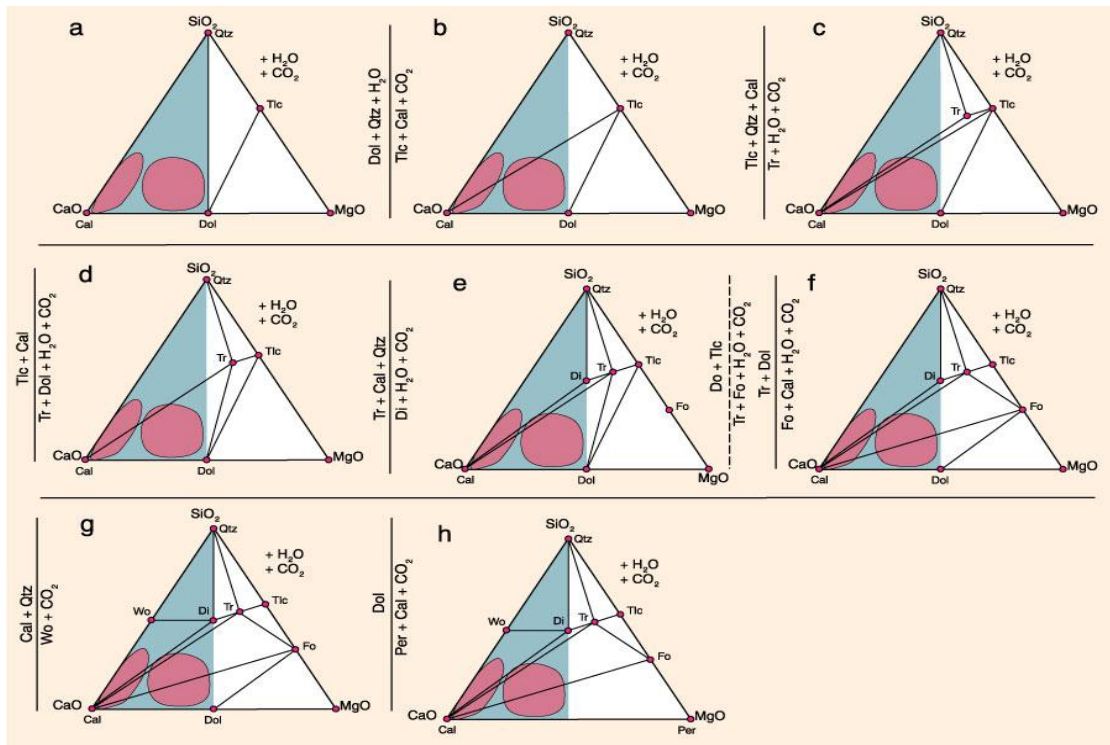 a
SiO2
Qtz
+ H2O
+ CO2
Tlc
CaO
Cal
Dol
MgO
Dol + Qtz + H2O
Tlc + Cal + CO2
b
SiO2
Qtz
+ H2O
+ CO2
Tlc
CaO
Cal
Dol
MgO
Tlc + Qtz + Cal
Tr + H2O + CO2
c
SiO2
Qtz
+ H2O
+ CO2
Tr
Tlc
CaO
Cal
Dol
MgO
Tlc + Cal
Tr + Dol + H2O + CO2
d
SiO2
Qtz
+ H2O
+ CO2
Tr
Tlc
CaO
Cal
Dol
MgO
Tr + Cal + Qtz
Di + H2O + CO2
e
SiO2
Qtz
+ H2O
+ CO2
Di
Tr
Tlc
Fo
CaO
Cal
Dol
MgO
Do + Tlc
Tr + Fo + H2O + CO2
Tr + Dol
Fo + Cal + H2O + CO2
f
SiO2
Qtz
+ H2O
+ CO2
Di
Tr
Tlc
Fo
CaO
Cal
Dol
MgO
Cal + Qtz
Wo + CO2
g
SiO2
Qtz
+ H2O
+ CO2
Wo
Di
Tr
Tlc
Fo
CaO
Cal
Dol
MgO
Dol
Per + Cal + CO2
h
SiO2
Qtz
+ H2O
+ CO2
Wo
Di
Tr
Tlc
Fo
CaO
Cal
MgO
Per